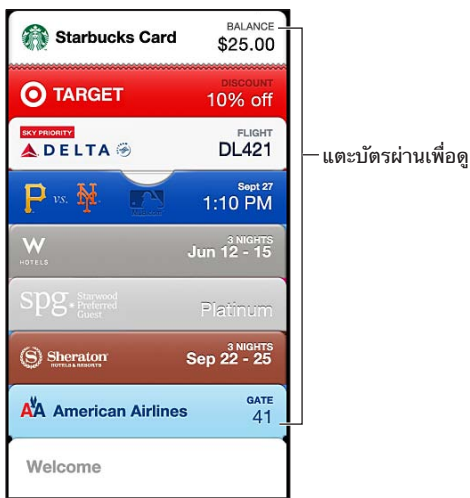 Starbucks Card
BALANCE
$25.00
TARGET
DISCOUNT
10% off
SKY PRIORITY
DELTA
FLIGHT
DL421
P vs. NY
Sept 27
1:10 PM
W
HOTELS
3 NIGHTS
Jun 12 - 15
spg. Starwood
Preferred
Guest
Platinum
S Sheraton
HOTELS & RESORTS
3 NIGHTS
Sep 22 - 25
AA American Airlines
GATE
41
Welcome
แตะบัตรผ่านเพื่อดู